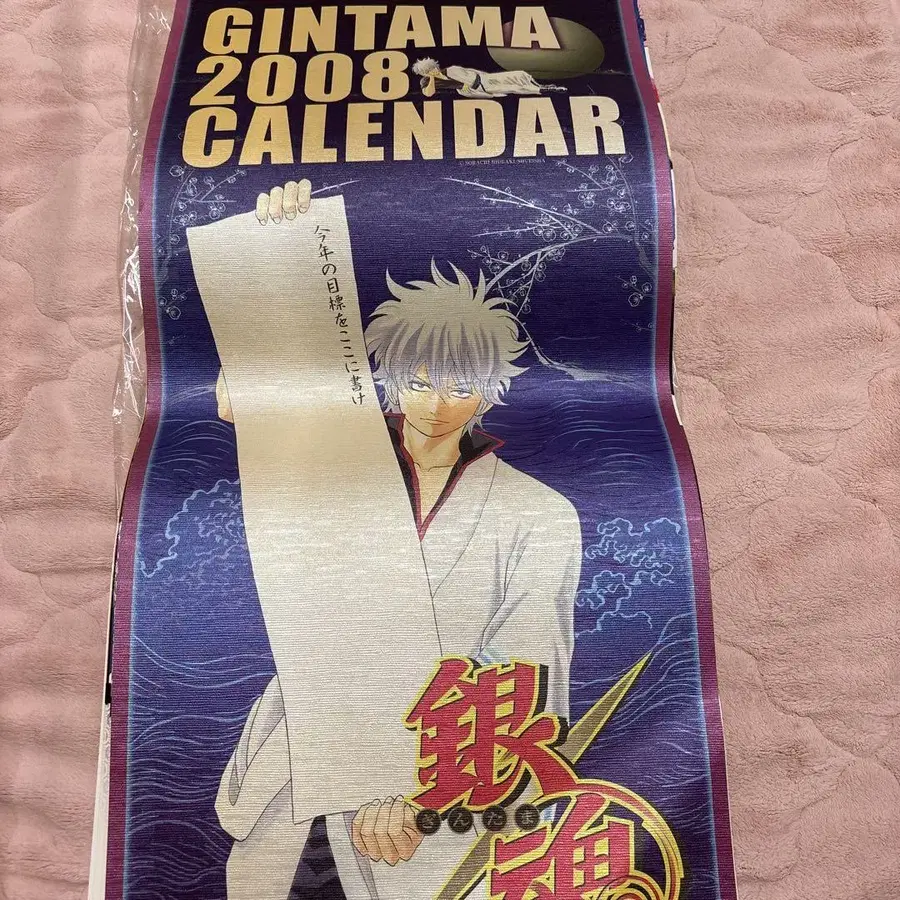 GINTAMA
2008
CALENDAR
© SORACHI HIDEAKI/SHUEISHA
今年の目標をここに書け
銀魂
ぎんたま